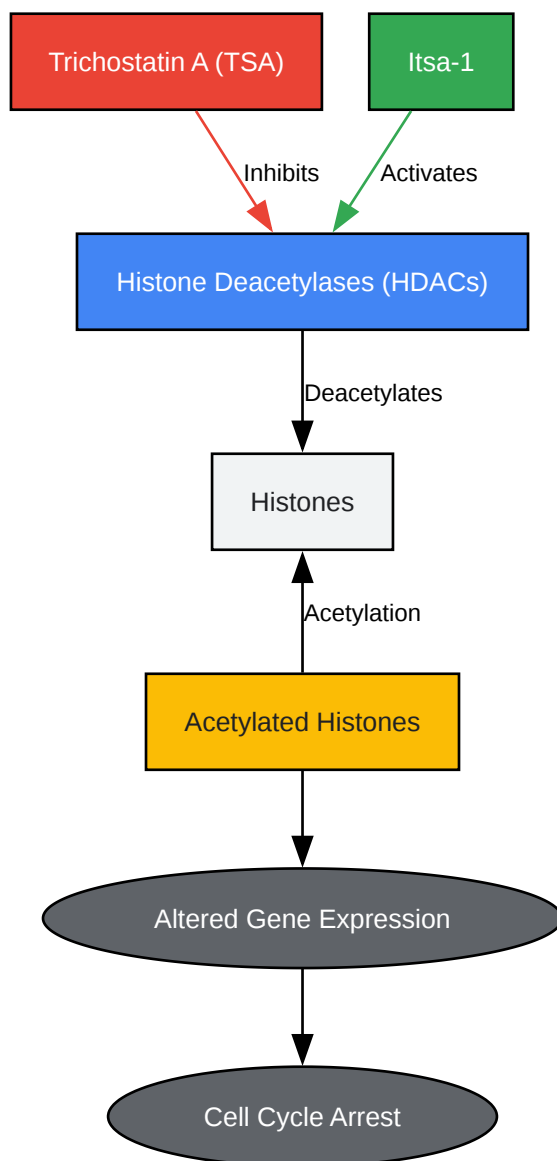 Trichostatin A (TSA)
Itsa-1
Inhibits
Activates
Histone Deacetylases (HDACs)
Deacetylates
Histones
Acetylation
Acetylated Histones
Altered Gene Expression
Cell Cycle Arrest